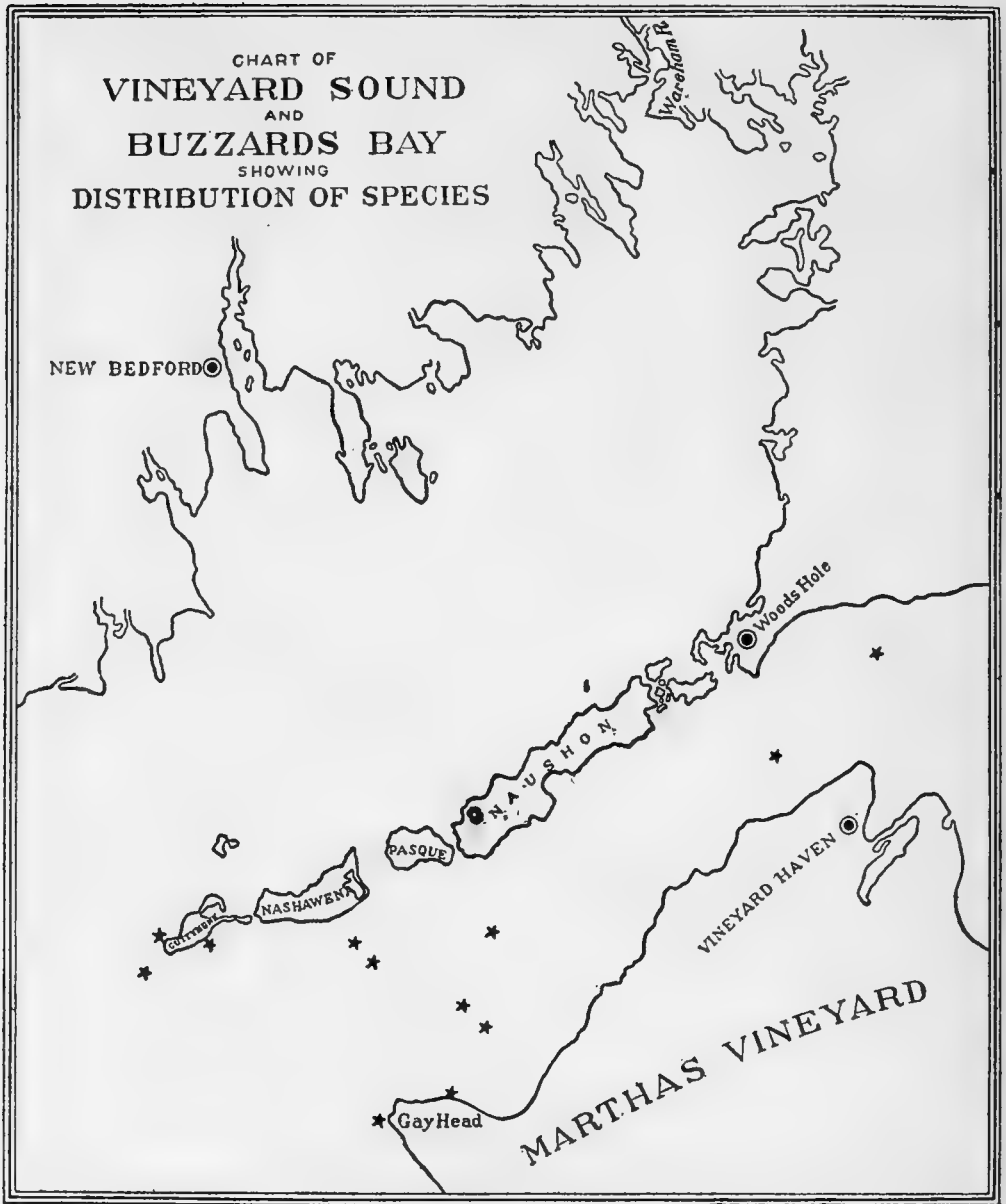 CHART OF
VINEYARD SOUND
AND
BUZZARDS BAY
SHOWING
DISTRIBUTION OF SPECIES
Wareham R.
NEW BEDFORD
Woods Hole
NAUSHON
PASQUE
NASHAWENA
CUTTYHUNK
VINEYARD HAVEN
MARTHAS VINEYARD
Gay Head